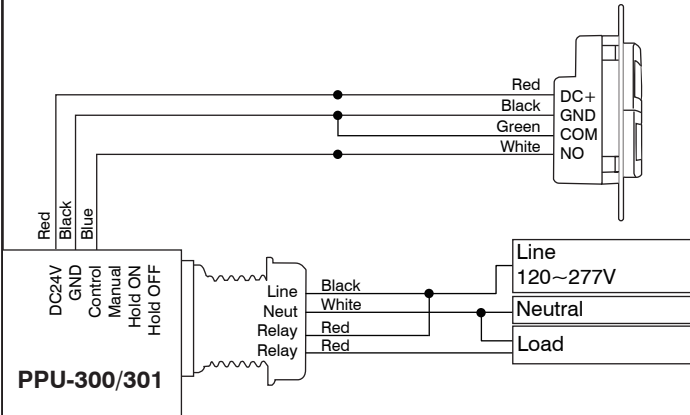 Red
DC+
Black
GND
Green
COM
White
NO
Red
Black
Blue
DC24V
GND
Control
Manual
Hold ON
Hold OFF
PPU-300/301
Line
Black
Neut
White
Relay
Red
Relay
Red
Line
120~277V
Neutral
Load